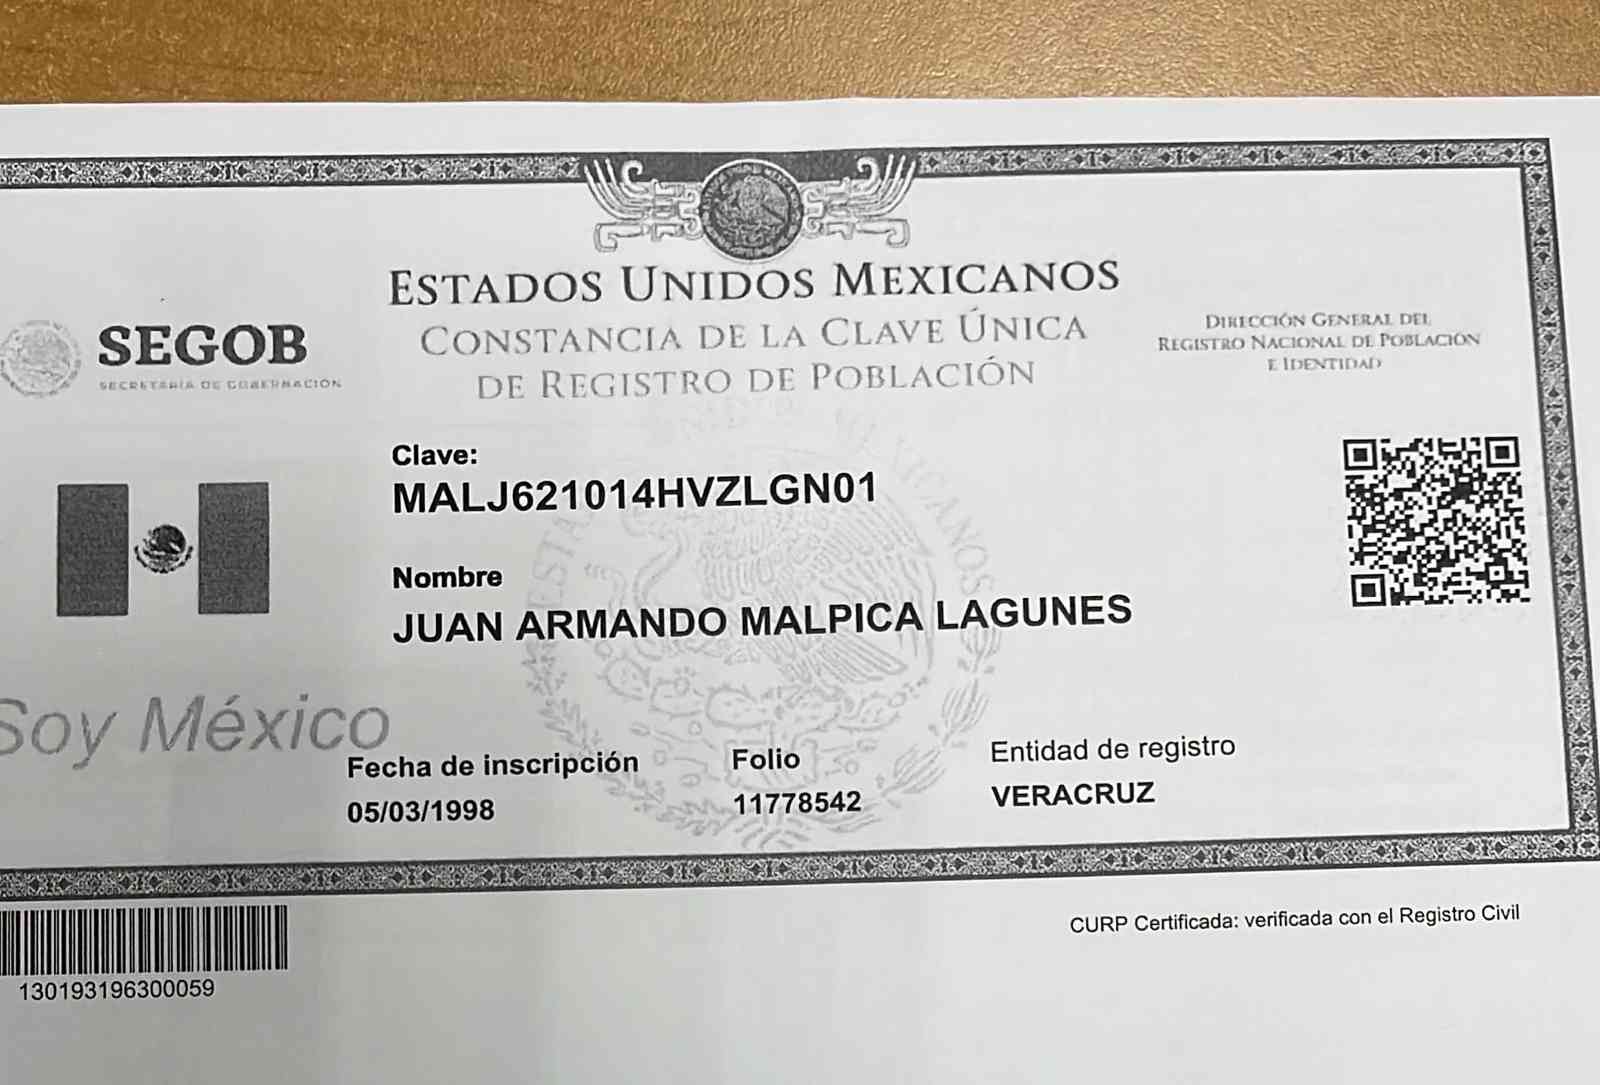 ESTADOS UNIDOS MEXICANOS
CONSTANCIA DE LA CLAVE ÚNICA
DE REGISTRO DE POBLACIÓN
SEGOB
SECRETARÍA DE GOBERNACIÓN
DIRECCIÓN GENERAL DEL
REGISTRO NACIONAL DE POBLACIÓN
E IDENTIDAD
Clave:
MALJ621014HVZLGN01
Nombre
JUAN ARMANDO MALPICA LAGUNES
Soy México
Fecha de inscripción
05/03/1998
Folio
11778542
Entidad de registro
VERACRUZ
130193196300059
CURP Certificada: verificada con el Registro Civil